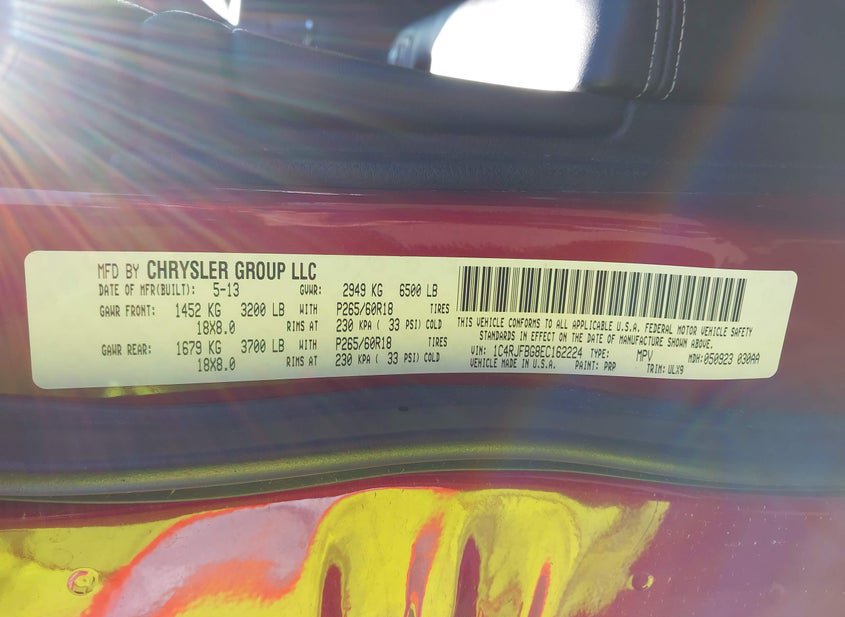 MFD BY CHRYSLER GROUP LLC
DATE OF MFR(BUILT): 5-13 GVWR: 2949 KG 6500 LB
GAWR FRONT: 1452 KG 3200 LB WITH P265/60R18 TIRES
18X8.0 RIMS AT 230 KPA ( 33 PSI) COLD
GAWR REAR: 1679 KG 3700 LB WITH P265/60R18 TIRES
18X8.0 RIMS AT 230 KPA ( 33 PSI) COLD
THIS VEHICLE CONFORMS TO ALL APPLICABLE U.S.A. FEDERAL MOTOR VEHICLE SAFETY
STANDARDS IN EFFECT ON THE DATE OF MANUFACTURE SHOWN ABOVE.
VIN: 1C4RJFBG8EC162224 TYPE: MPV MDH: 050923 030AA
VEHICLE MADE IN U.S.A. PAINT: PRP TRIM: ULX9